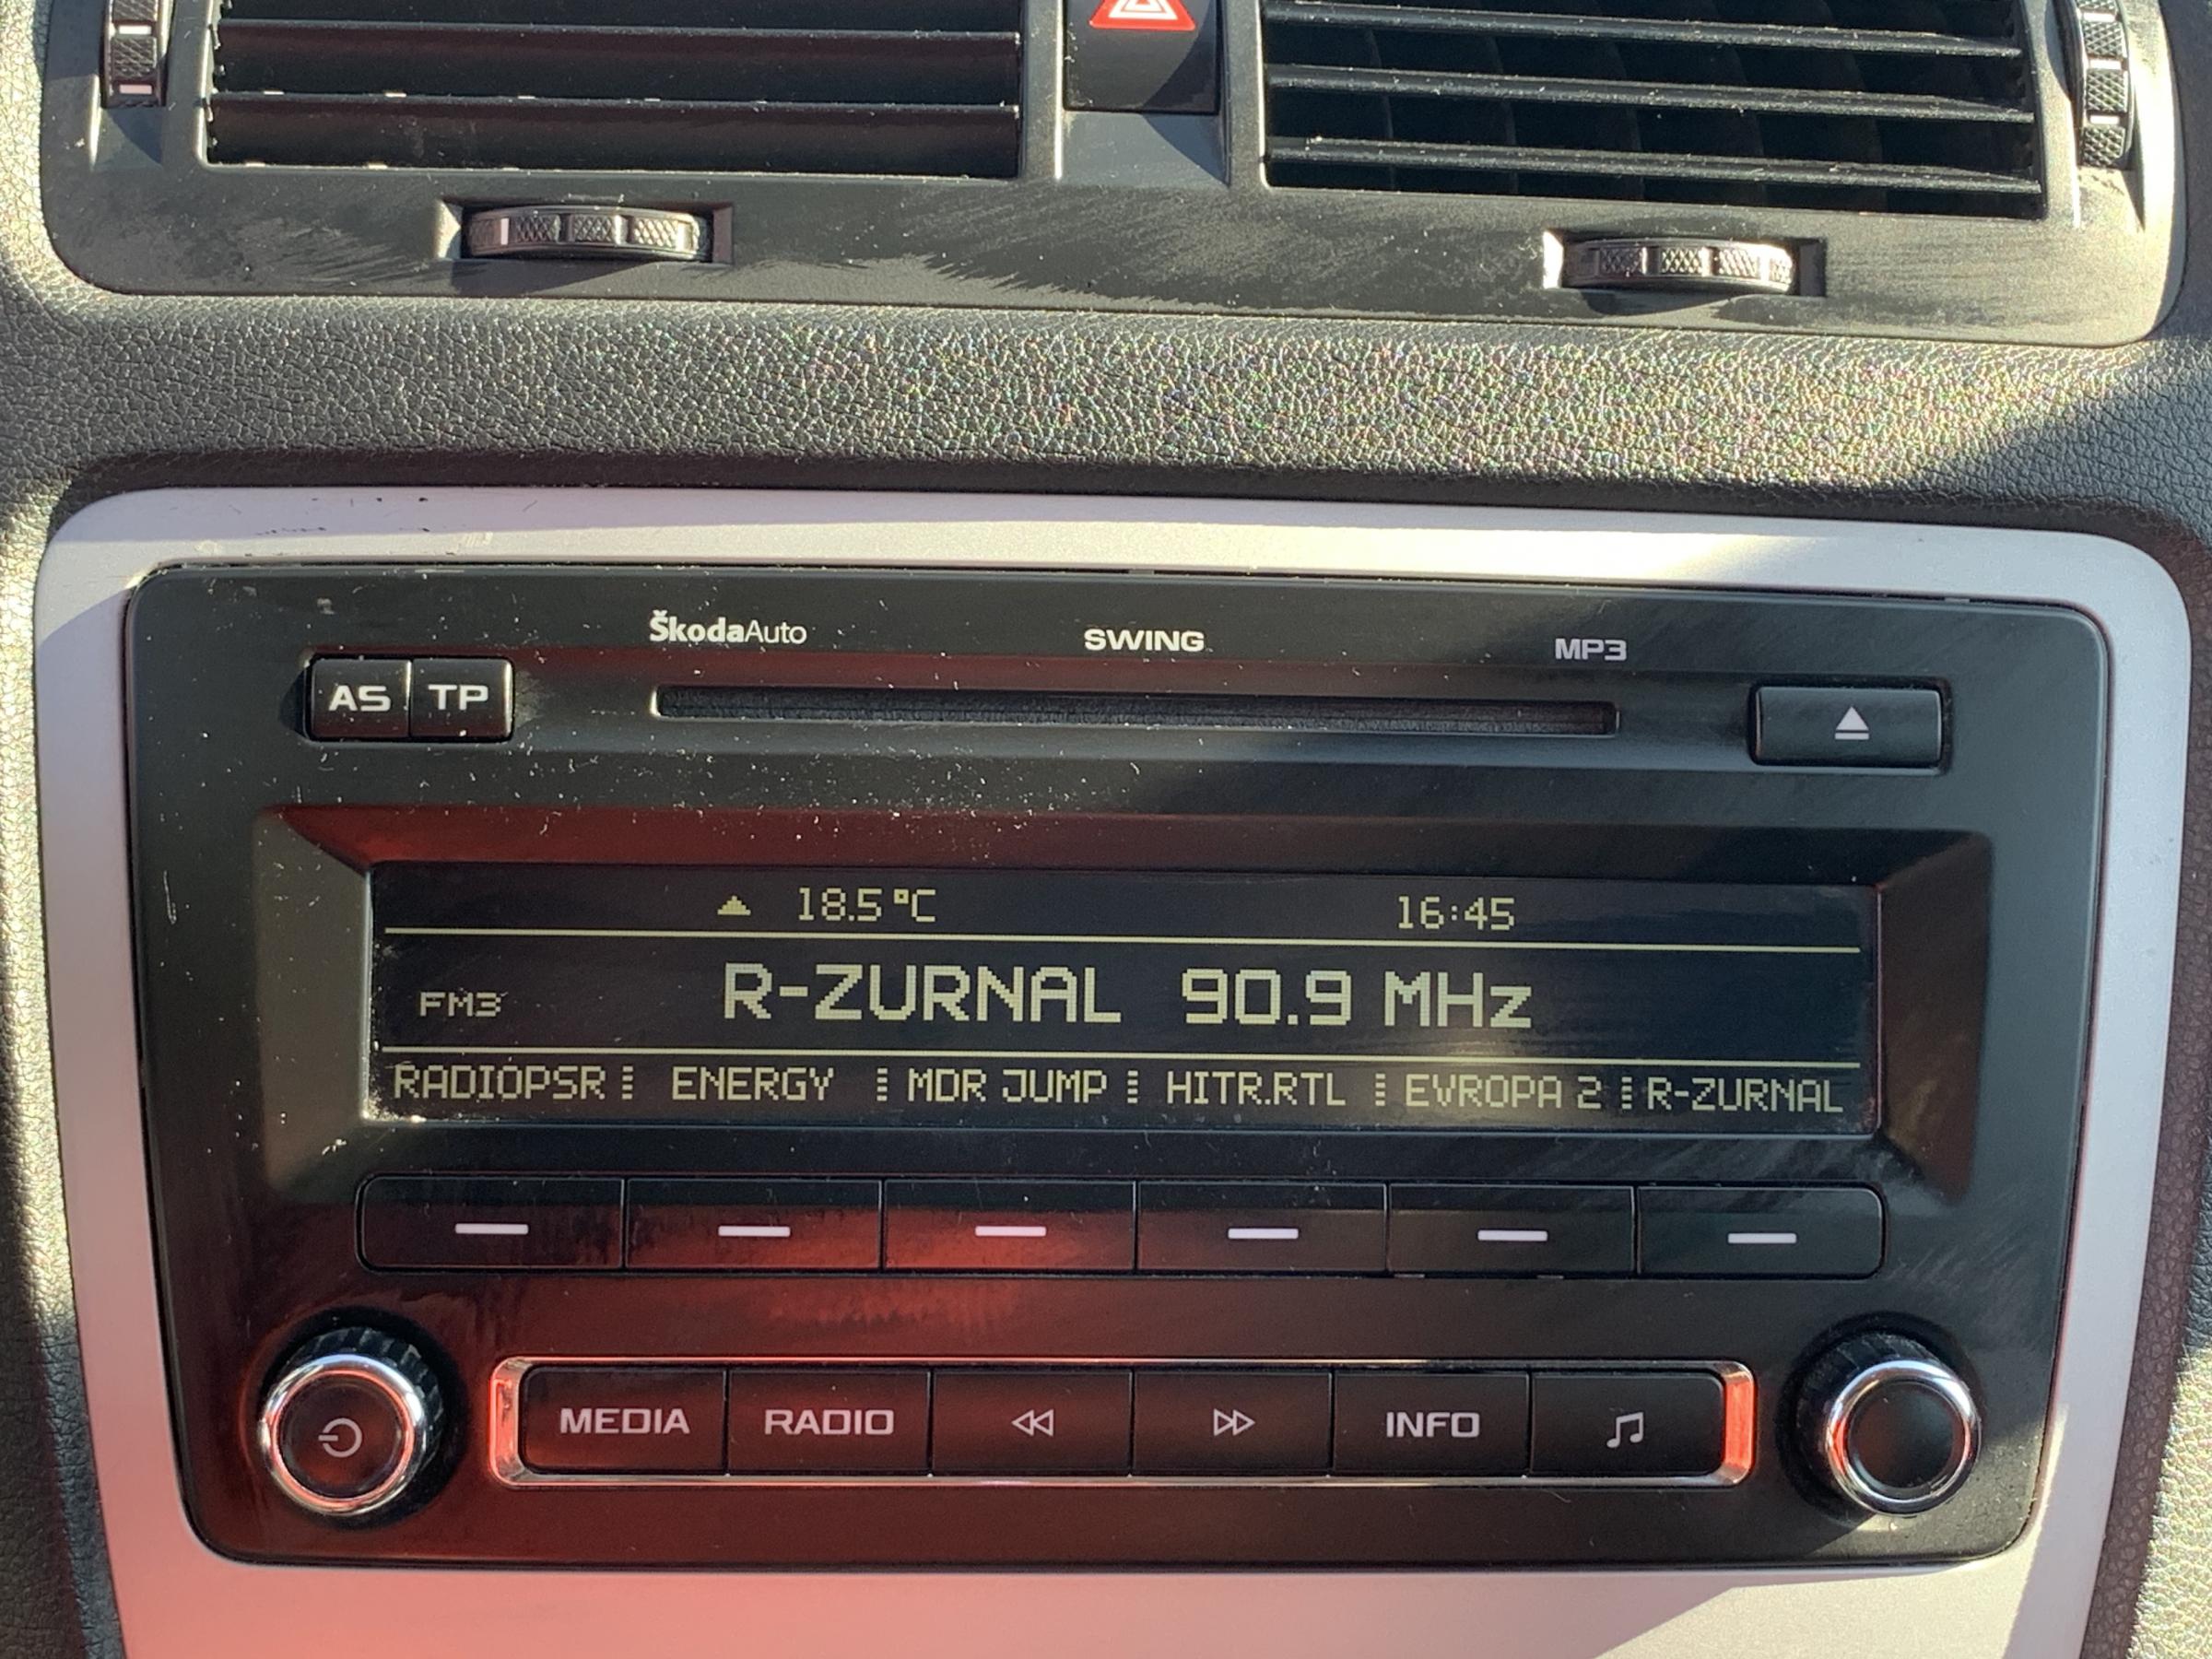 ŠkodaAuto SWING MP3
AS TP
18.5 °C 16:45
FM3 R-ZURNAL 90.9 MHz
RADIOPSR ENERGY MDR JUMP HITR.RTL EVROPA 2 R-ZURNAL
MEDIA RADIO INFO